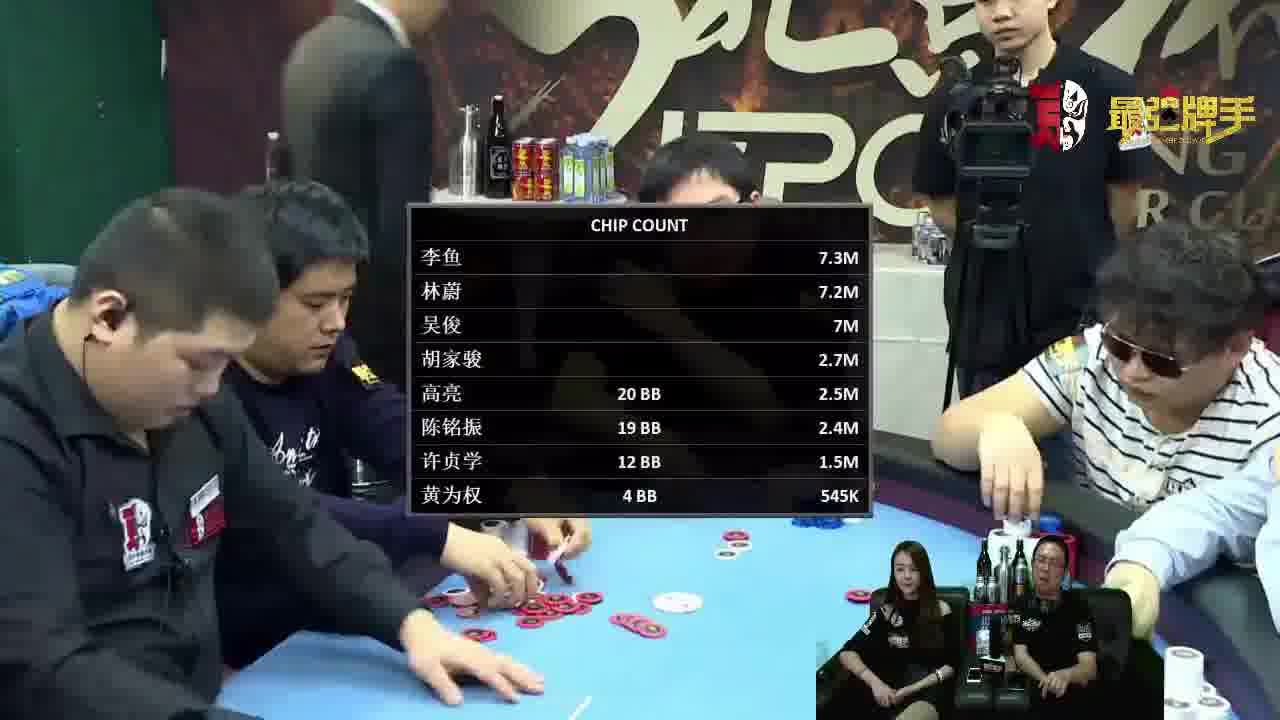 最强牌手
CHIP COUNT
李鱼 7.3M
林蔚 7.2M
吴俊 7M
胡家骏 2.7M
高亮 20 BB 2.5M
陈铭振 19 BB 2.4M
许贞学 12 BB 1.5M
黄为权 4 BB 545K